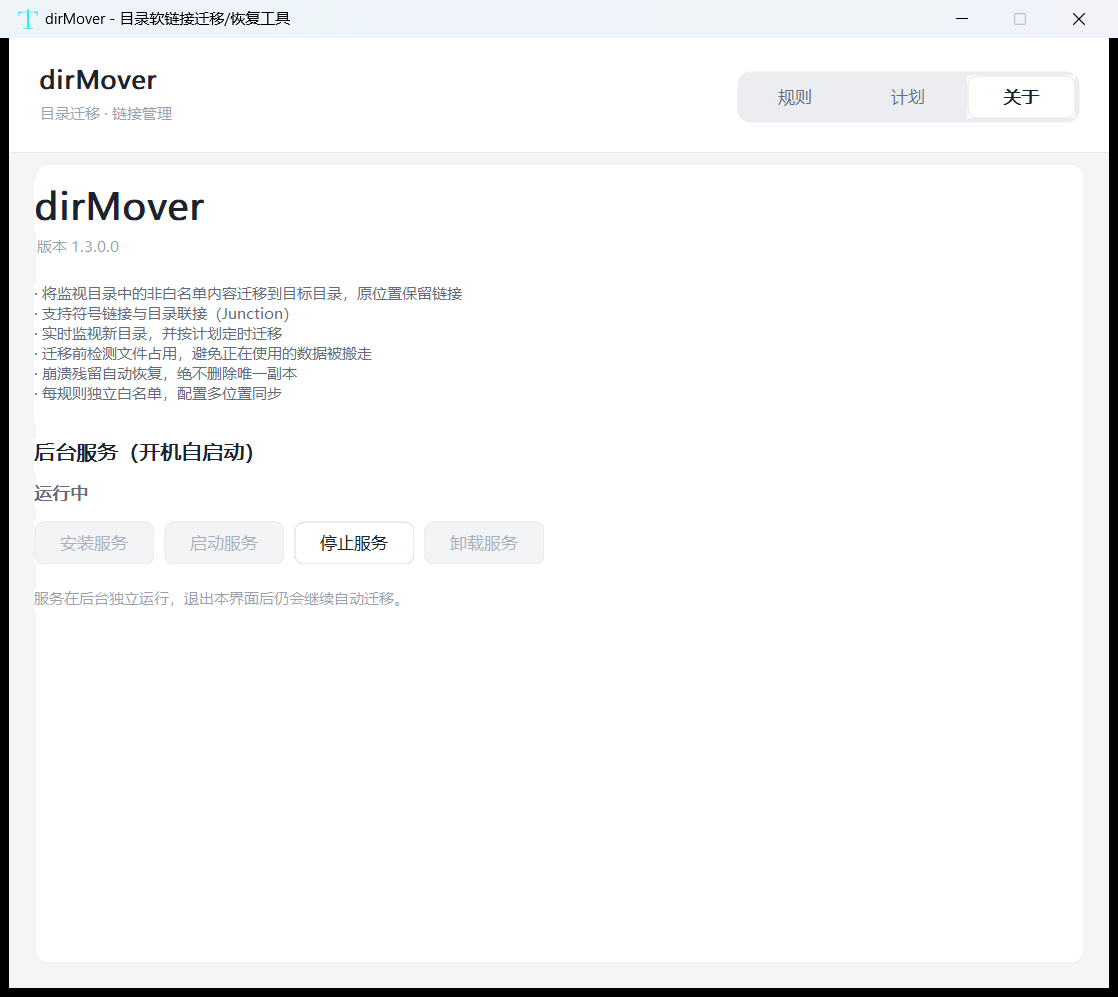 dirMover - 目录软链接迁移/恢复工具
dirMover
目录迁移 · 链接管理
规则 计划 关于
dirMover
版本 1.3.0.0
· 将监视目录中的非白名单内容迁移到目标目录，原位置保留链接
· 支持符号链接与目录联接（Junction）
· 实时监视新目录，并按计划定时迁移
· 迁移前检测文件占用，避免正在使用的数据被搬走
· 崩溃残留自动恢复，绝不删除唯一副本
· 每规则独立白名单，配置多位置同步
后台服务（开机自启动）
运行中
安装服务 启动服务 停止服务 卸载服务
服务在后台独立运行，退出本界面后仍会继续自动迁移。